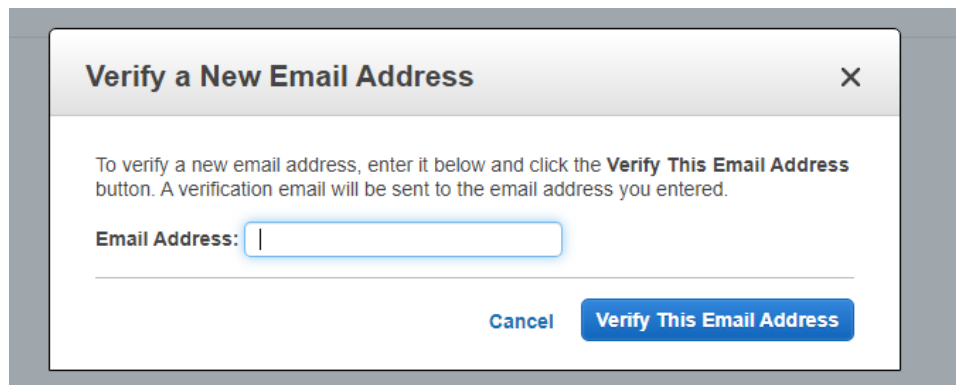 Verify a New Email Address
To verify a new email address, enter it below and click the Verify This Email Address
button. A verification email will be sent to the email address you entered.
Email Address:
Cancel Verify This Email Address